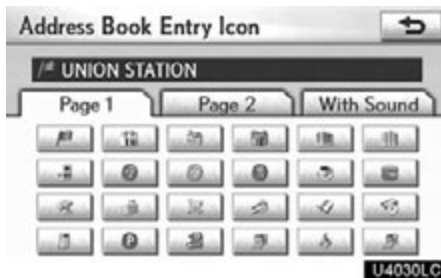 Address Book Entry Icon
UNION STATION
Page 1 Page 2 With Sound
U4030LC